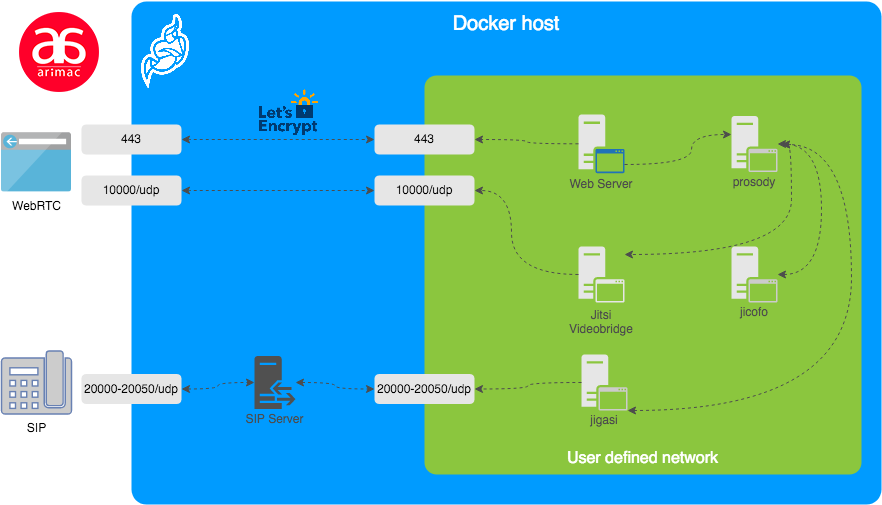 Docker host
arimac
Let's
Encrypt
443
443
10000/udp
10000/udp
WebRTC
Web Server
prosody
Jitsi
Videobridge
jicofo
20000-20050/udp
20000-20050/udp
SIP
SIP Server
jigasi
User defined network